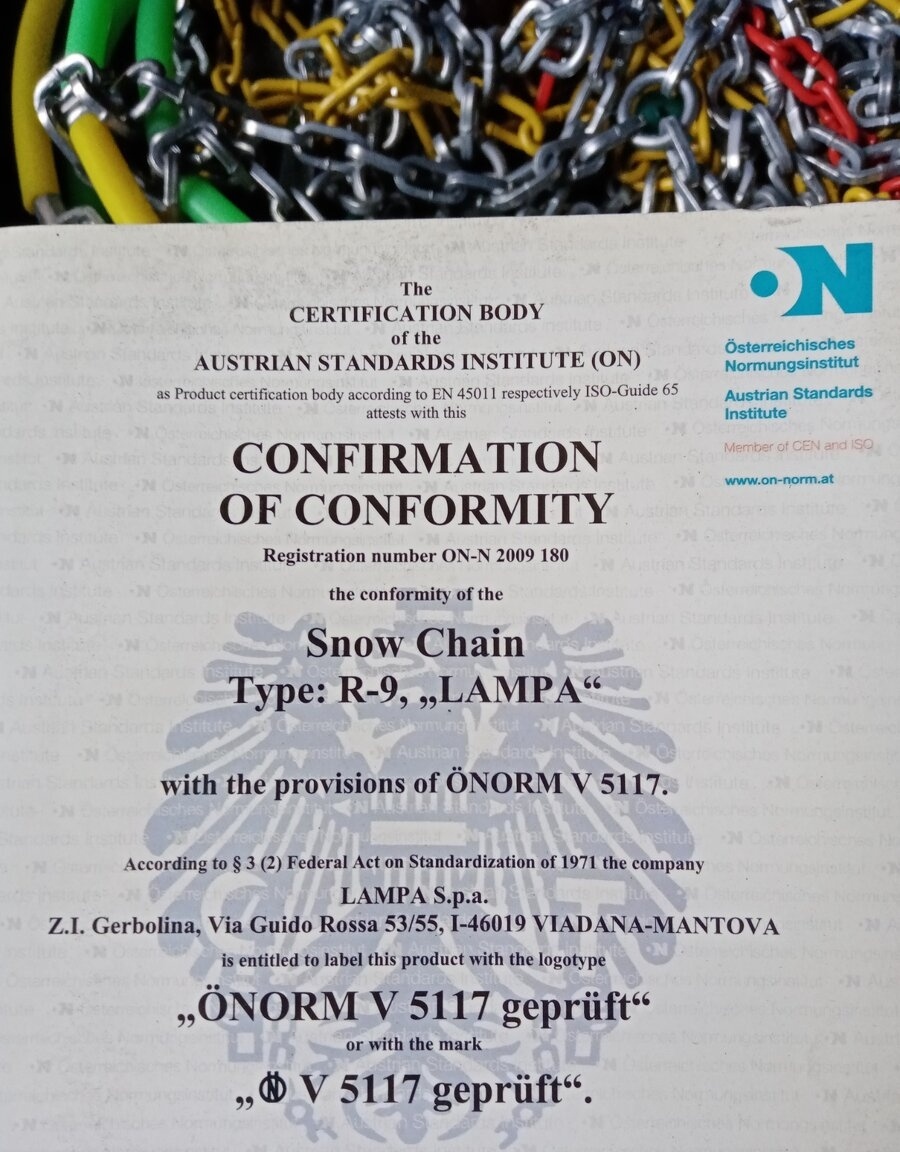 The
CERTIFICATION BODY
of the
AUSTRIAN STANDARDS INSTITUTE (ON)
as Product certification body according to EN 45011 respectively ISO-Guide 65
attests with this
CONFIRMATION
OF CONFORMITY
Registration number ON-N 2009 180
the conformity of the
Snow Chain
Type: R-9, „LAMPA“
with the provisions of ÖNORM V 5117.
According to § 3 (2) Federal Act on Standardization of 1971 the company
LAMPA S.p.a.
Z.I. Gerbolina, Via Guido Rossa 53/55, I-46019 VIADANA-MANTOVA
is entitled to label this product with the logotype
„ÖNORM V 5117 geprüft“
or with the mark
„ON V 5117 geprüft“.
ON
Österreichisches
Normungsinstitut
Austrian Standards
Institute
Member of CEN and ISO
www.on-norm.at